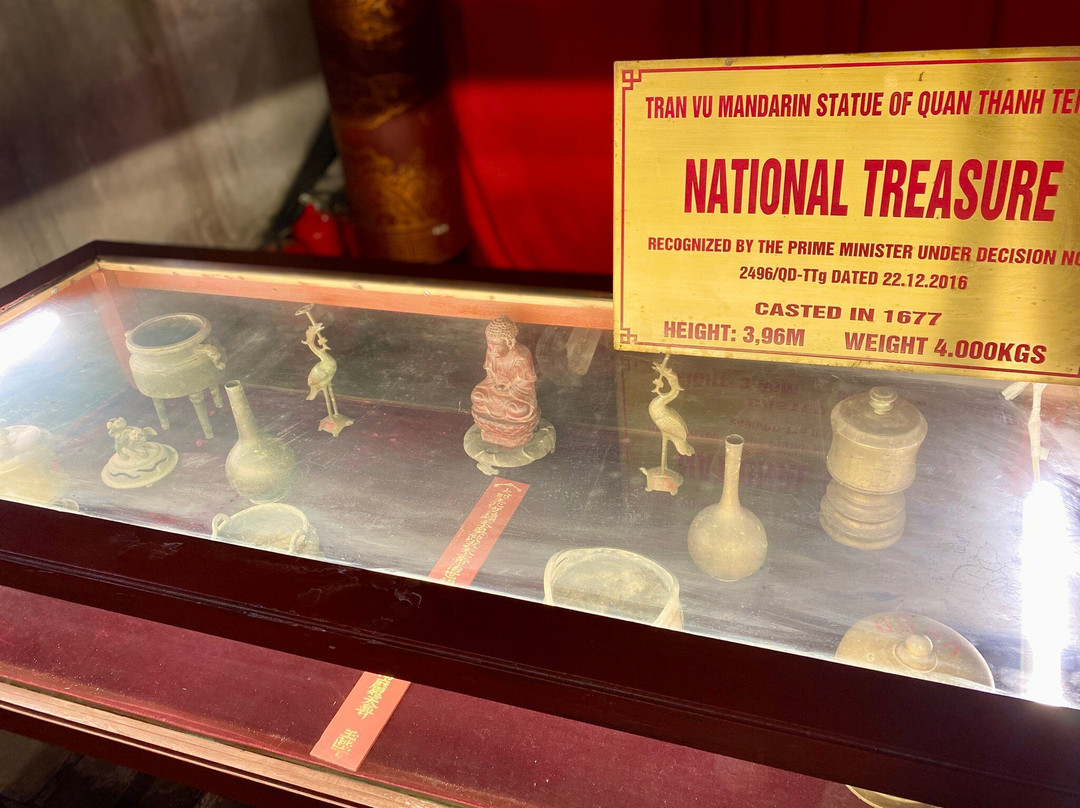 TRAN VU MANDARIN STATUE OF QUAN THANH TE
NATIONAL TREASURE
RECOGNIZED BY THE PRIME MINISTER UNDER DECISION NO
2496/QD-TTg DATED 22.12.2016
CASTED IN 1677
HEIGHT: 3,96M WEIGHT 4.000KGS